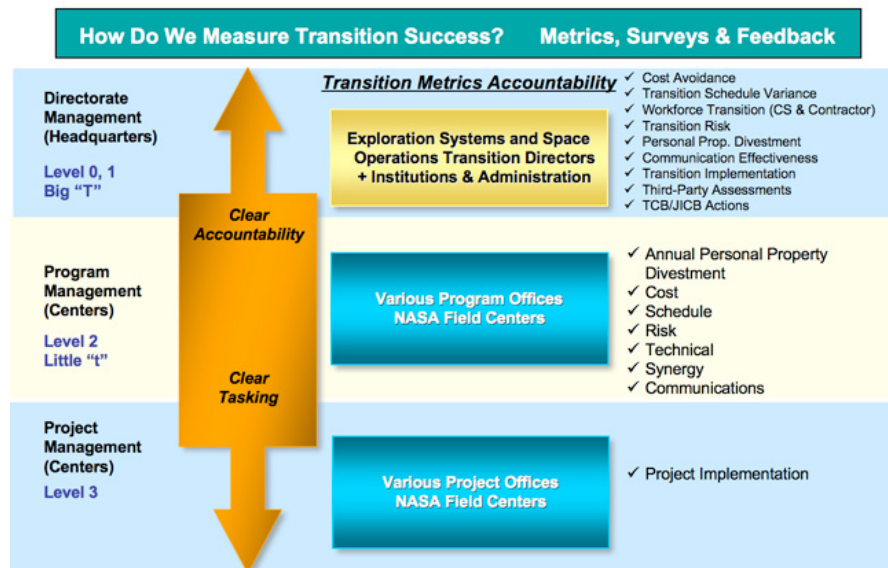 How Do We Measure Transition Success? Metrics, Surveys & Feedback
Directorate
Management
(Headquarters)
Level 0, 1
Big “T”
Clear
Accountability
Transition Metrics Accountability
Exploration Systems and Space
Operations Transition Directors
+ Institutions & Administration
✓ Cost Avoidance
✓ Transition Schedule Variance
✓ Workforce Transition (CS & Contractor)
✓ Transition Risk
✓ Personal Prop. Divestment
✓ Communication Effectiveness
✓ Transition Implementation
✓ Third-Party Assessments
✓ TCB/JICB Actions
Program
Management
(Centers)
Level 2
Little “t”
Clear
Tasking
Various Program Offices
NASA Field Centers
✓ Annual Personal Property
Divestment
✓ Cost
✓ Schedule
✓ Risk
✓ Technical
✓ Synergy
✓ Communications
Project
Management
(Centers)
Level 3
Various Project Offices
NASA Field Centers
✓ Project Implementation